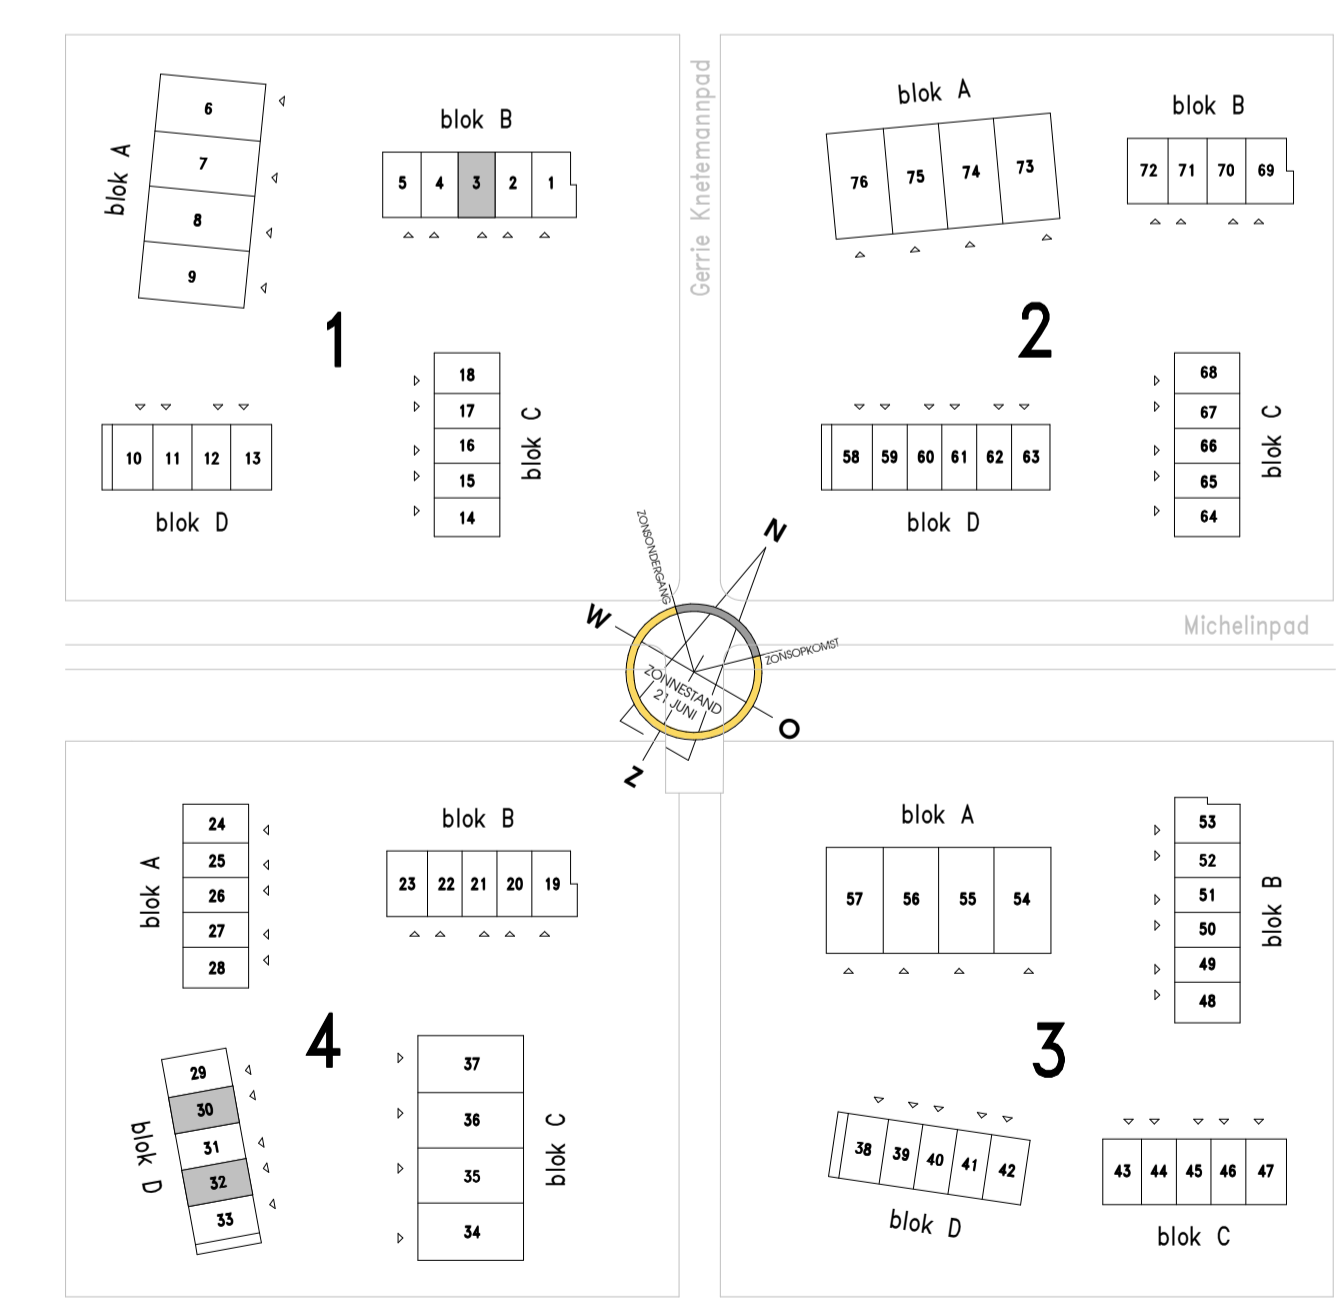 blok A
6
7
8
9
blok B
5 4 3 2 1
1
18
17
16
15
14
blok C
10 11 12 13
blok D
Gerrie Knetemannpad
blok A
76 75 74 73
blok B
72 71 70 69
2
68
67
66
65
64
blok C
58 59 60 61 62 63
blok D
Michelinpad
N
ZONSONDERGANG
W
ZONSOPKOMST
ZONNESTAND
21 JUNI
O
Z
blok A
24
25
26
27
28
blok B
23 22 21 20 19
4
blok D
29
30
31
32
33
37
36
35
34
blok C
blok A
57 56 55 54
53
52
51
50
49
48
blok B
3
38 39 40 41 42
blok D
43 44 45 46 47
blok C